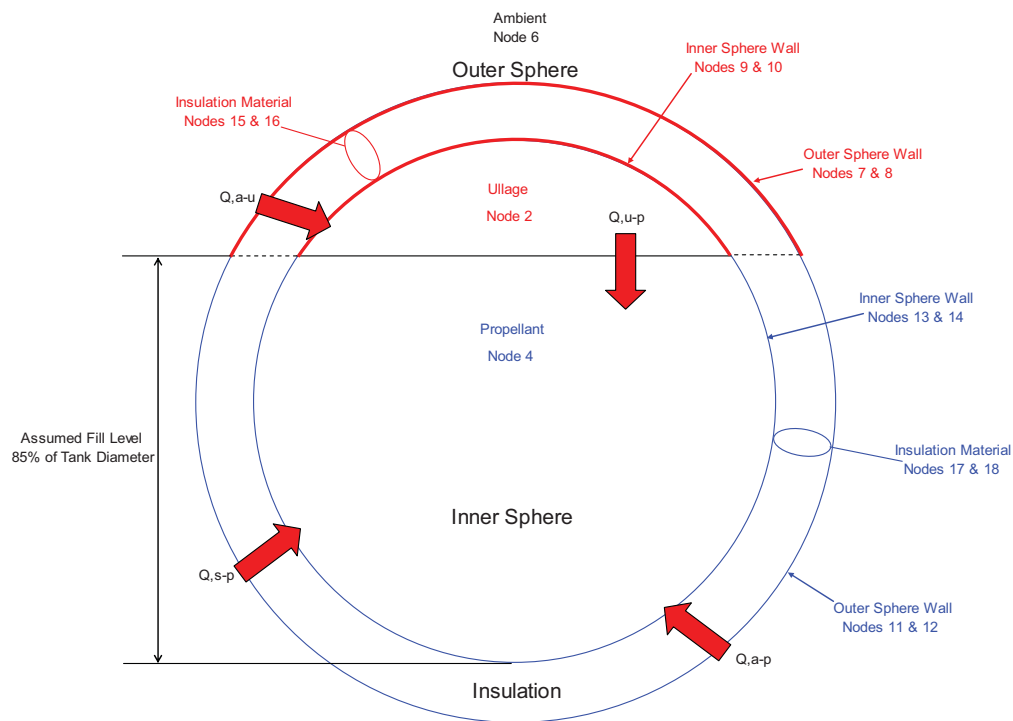 Ambient
Node 6
Outer Sphere
Inner Sphere Wall
Nodes 9 & 10
Insulation Material
Nodes 15 & 16
Outer Sphere Wall
Nodes 7 & 8
Q,a-u
Ullage
Node 2
Q,u-p
Inner Sphere Wall
Nodes 13 & 14
Propellant
Node 4
Assumed Fill Level
85% of Tank Diameter
Insulation Material
Nodes 17 & 18
Inner Sphere
Q,s-p
Outer Sphere Wall
Nodes 11 & 12
Q,a-p
Insulation